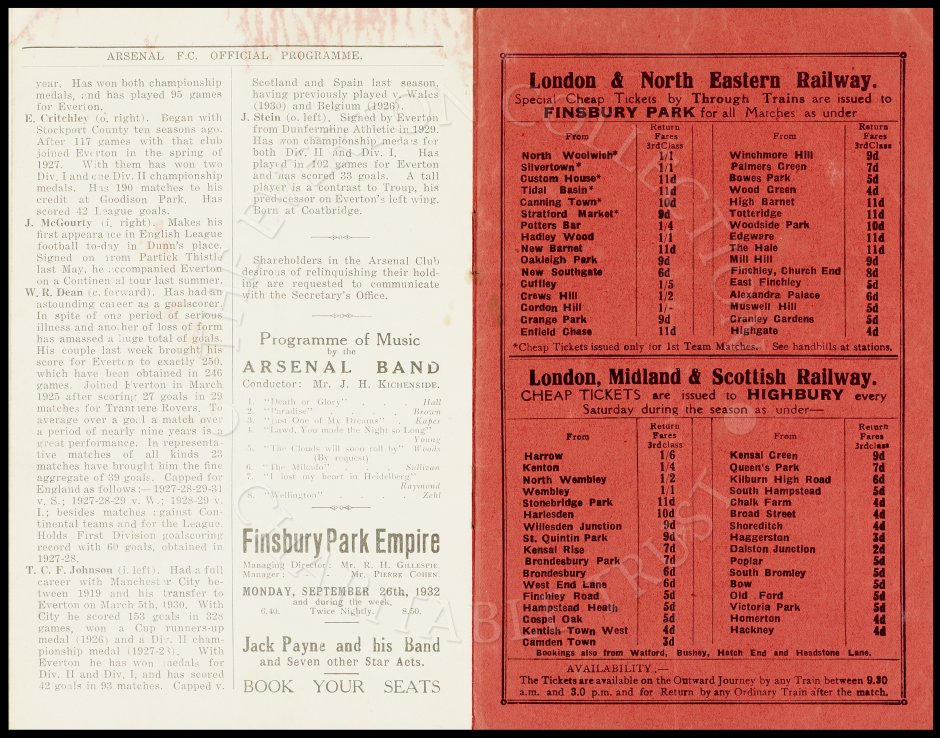 ARSENAL F.C. OFFICIAL PROGRAMME.
year. Has won both championship
medals, and has played 95 games
for Everton.
E. Critchley (o. right). Began with
Stockport County ten seasons ago.
After 117 games with that club
joined Everton in the spring of
1927. With them has won two
Div. I and one Div. II championship
medals. Has 190 matches to his
credit at Goodison Park. Has
scored 42 League goals.
J. McGourty (i. right). Makes his
first appearance in English League
football to-day in Dunn's place.
Signed on from Partick Thistle
last May, he accompanied Everton
on a Continental tour last summer.
W. R. Dean (c. forward). Has had an
astounding career as a goalscorer.
In spite of one period of serious
illness and another of loss of form
has amassed a huge total of goals.
His couple last week brought his
score for Everton to exactly 250,
which have been obtained in 246
games. Joined Everton in March
1925 after scoring 27 goals in 29
matches for Tranmere Rovers. To
average over a goal a match over
a period of nearly nine years is a
great performance. In representa-
tive matches of all kinds 23
matches have brought him the fine
aggregate of 39 goals. Capped for
England as follows:—1927-28-29-31
v. S.; 1927-28-29 v. W.; 1928-29 v.
I.; besides matches against Con-
tinental teams and for the League.
Holds First Division goalscoring
record with 60 goals, obtained in
1927-28.
T. C. F. Johnson (i. left). Had a full
career with Manchester City be-
tween 1919 and his transfer to
Everton on March 5th, 1930. With
City he scored 153 goals in 328
games, won a Cup runners-up
medal (1926) and a Div. II cham-
pionship medal (1927-28). With
Everton he has won medals for
Div. II and Div. I, and has scored
42 goals in 93 matches. Capped v.
Scotland and Spain last season,
having previously played v. Wales
(1930) and Belgium (1926).
J. Stein (o. left). Signed by Everton
from Dunfermline Athletic in 1929.
Has won championship medals for
both Div. II and Div. I. Has
played in 102 games for Everton
and has scored 33 goals. A tall
player is a contrast to Troup, his
predecessor on Everton's left wing.
Born at Coatbridge.
Shareholders in the Arsenal Club
desirous of relinquishing their hold-
ing are requested to communicate
with the Secretary's Office.
Programme of Music
by the
ARSENAL BAND
Conductor: Mr. J. H. KICHENSIDE.
1. "Death or Glory" . . . Hall
2. "Paradise" . . . . Brown
3. "Just One of My Dreams" . Kaper
4. "Lawd, You made the Night so Long"
Young
5. "The Clouds will soon roll by" Woods
(By request)
6. "The Mikado" . . . Sullivan
7. "I lost my heart in Heidelberg"
Raymond
"Wellington" . . . . Zehl
Finsbury Park Empire
Managing Director: Mr. R. H. GILLESPIE.
Manager: Mr. PIERRE COHEN.
MONDAY, SEPTEMBER 26th, 1932
and during the week,
6.40. Twice Nightly. 8.50.
Jack Payne and his Band
and Seven other Star Acts.
BOOK YOUR SEATS
London & North Eastern Railway.
Special Cheap Tickets by Through Trains are issued to
FINSBURY PARK for all Matches as under
From Return Fares 3rd Class
North Woolwich* 1/1
Silvertown* 1/1
Custom House* 11d
Tidal Basin* 11d
Canning Town* 10d
Stratford Market* 9d
Potters Bar 1/4
Hadley Wood 1/1
New Barnet 11d
Oakleigh Park 9d
New Southgate 6d
Cuffley 1/5
Crews Hill 1/2
Gordon Hill 1/-
Grange Park 9d
Enfield Chase 11d
From Return Fares 3rd Class
Winchmore Hill 9d
Palmers Green 7d
Bowes Park 5d
Wood Green 4d
High Barnet 11d
Totteridge 11d
Woodside Park 10d
Edgware 11d
The Hale 11d
Mill Hill 9d
Finchley, Church End 8d
East Finchley 5d
Alexandra Palace 6d
Muswell Hill 5d
Cranley Gardens 5d
Highgate 4d
*Cheap Tickets issued only for 1st Team Matches. See handbills at stations.
London, Midland & Scottish Railway.
CHEAP TICKETS are issued to HIGHBURY every
Saturday during the season as under—
From Return Fares 3rd class
Harrow 1/6
Kenton 1/4
North Wembley 1/2
Wembley 1/1
Stonebridge Park 11d
Harlesden 10d
Willesden Junction 9d
St. Quintin Park 9d
Kensal Rise 7d
Brondesbury Park 7d
Brondesbury 6d
West End Lane 6d
Finchley Road 5d
Hampstead Heath 5d
Gospel Oak 5d
Kentish Town West 4d
Camden Town 3d
From Return Fares 3rd class
Kensal Green 9d
Queen's Park 7d
Kilburn High Road 6d
South Hampstead 5d
Chalk Farm 4d
Broad Street 4d
Shoreditch 4d
Haggerston 3d
Dalston Junction 2d
Poplar 5d
South Bromley 5d
Bow 5d
Old Ford 5d
Victoria Park 5d
Homerton 4d
Hackney 4d
Bookings also from Watford, Bushey, Hatch End and Headstone Lane.
AVAILABILITY.—
The Tickets are available on the Outward Journey by any Train between 9.30
a.m. and 3.0 p.m. and for Return by any Ordinary Train after the match.